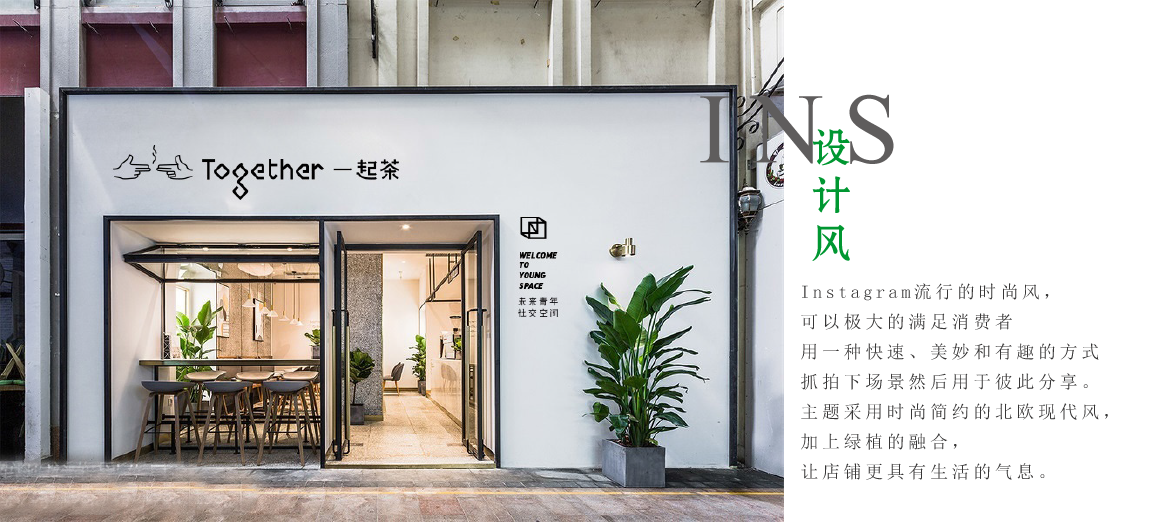 Together 一起茶
WELCOME
TO
YOUNG
SPACE
未来青年
社交空间
INS
设计风
Instagram流行的时尚风，
可以极大的满足消费者
用一种快速、美妙和有趣的方式
抓拍下场景然后用于彼此分享。
主题采用时尚简约的北欧现代风，
加上绿植的融合，
让店铺更具有生活的气息。